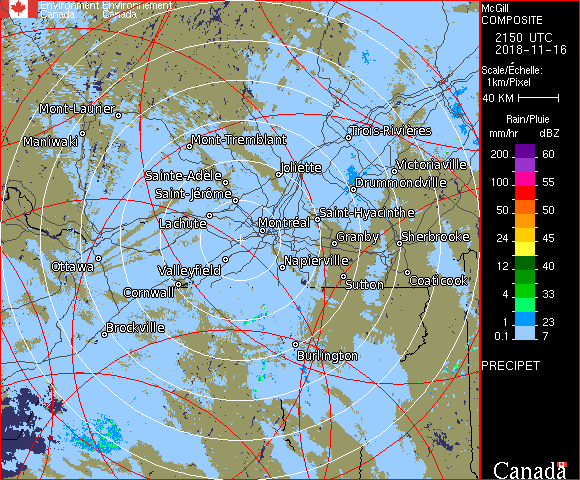 Environment Environnement
Canada Canada
McGill
COMPOSITE
2150 UTC
2018-11-16
Scale/Échelle:
1km/Pixel
40 KM
Rain/Pluie
mm/hr dBZ
200 60
100 55
50 50
24 45
12 40
4 33
1 23
0.1 7
PRECIPET
Canada
Mont-Laurier
Maniwaki
Mont-Tremblant
Trois-Rivières
Joliette
Victoriaville
Sainte-Adèle
Drummondville
Saint-Jérôme
Lachute
Saint-Hyacinthe
Montréal
Granby
Sherbrooke
Ottawa
Valleyfield
Napierville
Cornwall
Sutton
Coaticook
Brockville
Burlington